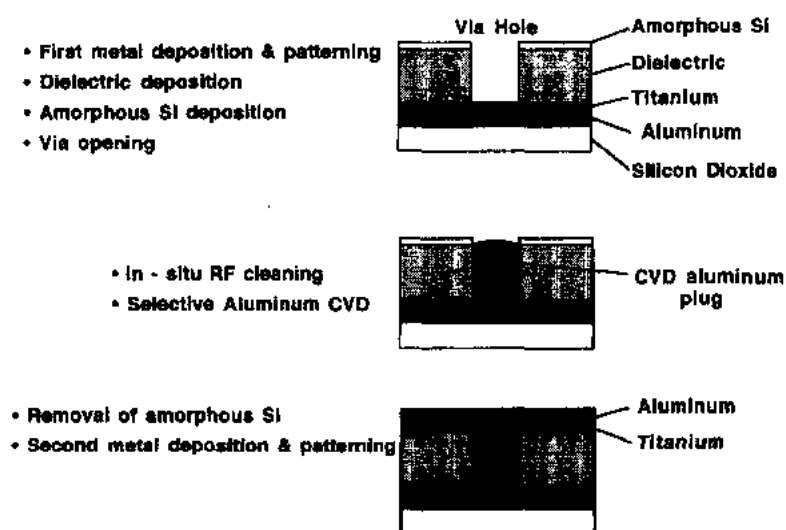 Via Hole
Amorphous Si
• First metal deposition & patterning
• Dielectric deposition
• Amorphous Si deposition
• Via opening
Dielectric
Titanium
Aluminum
Silicon Dioxide
• In - situ RF cleaning
• Selective Aluminum CVD
CVD aluminum
plug
• Removal of amorphous Si
• Second metal deposition & patterning
Aluminum
Titanium